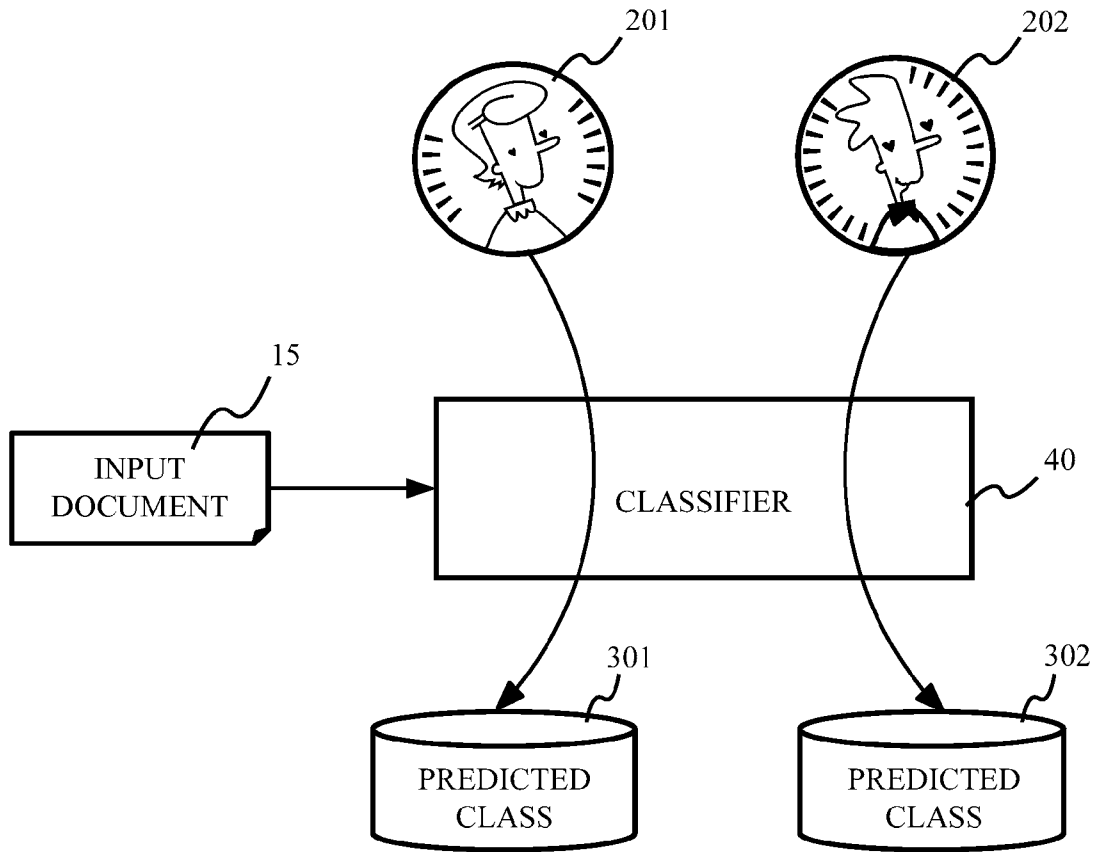 201
202
15
INPUT
DOCUMENT
CLASSIFIER
40
301
302
PREDICTED
CLASS
PREDICTED
CLASS